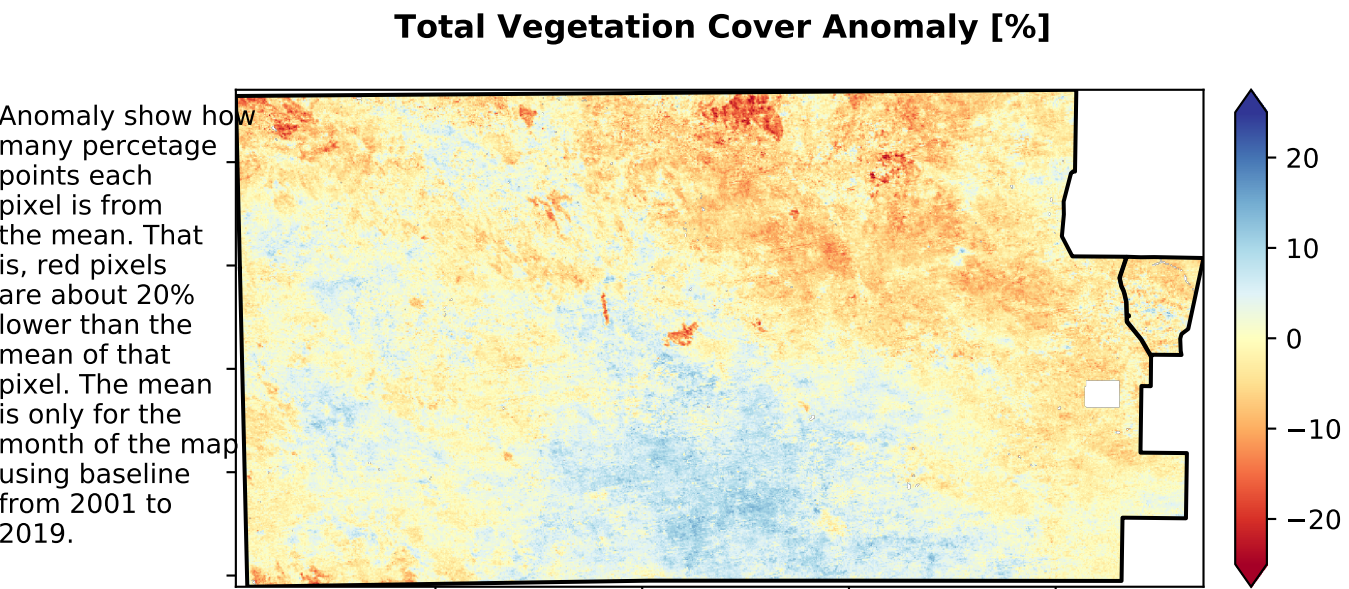 Total Vegetation Cover Anomaly [%]
Anomaly show how
many percetage
points each
pixel is from
the mean. That
is, red pixels
are about 20%
lower than the
mean of that
pixel. The mean
is only for the
month of the map
using baseline
from 2001 to
2019.
20
10
0
−10
−20